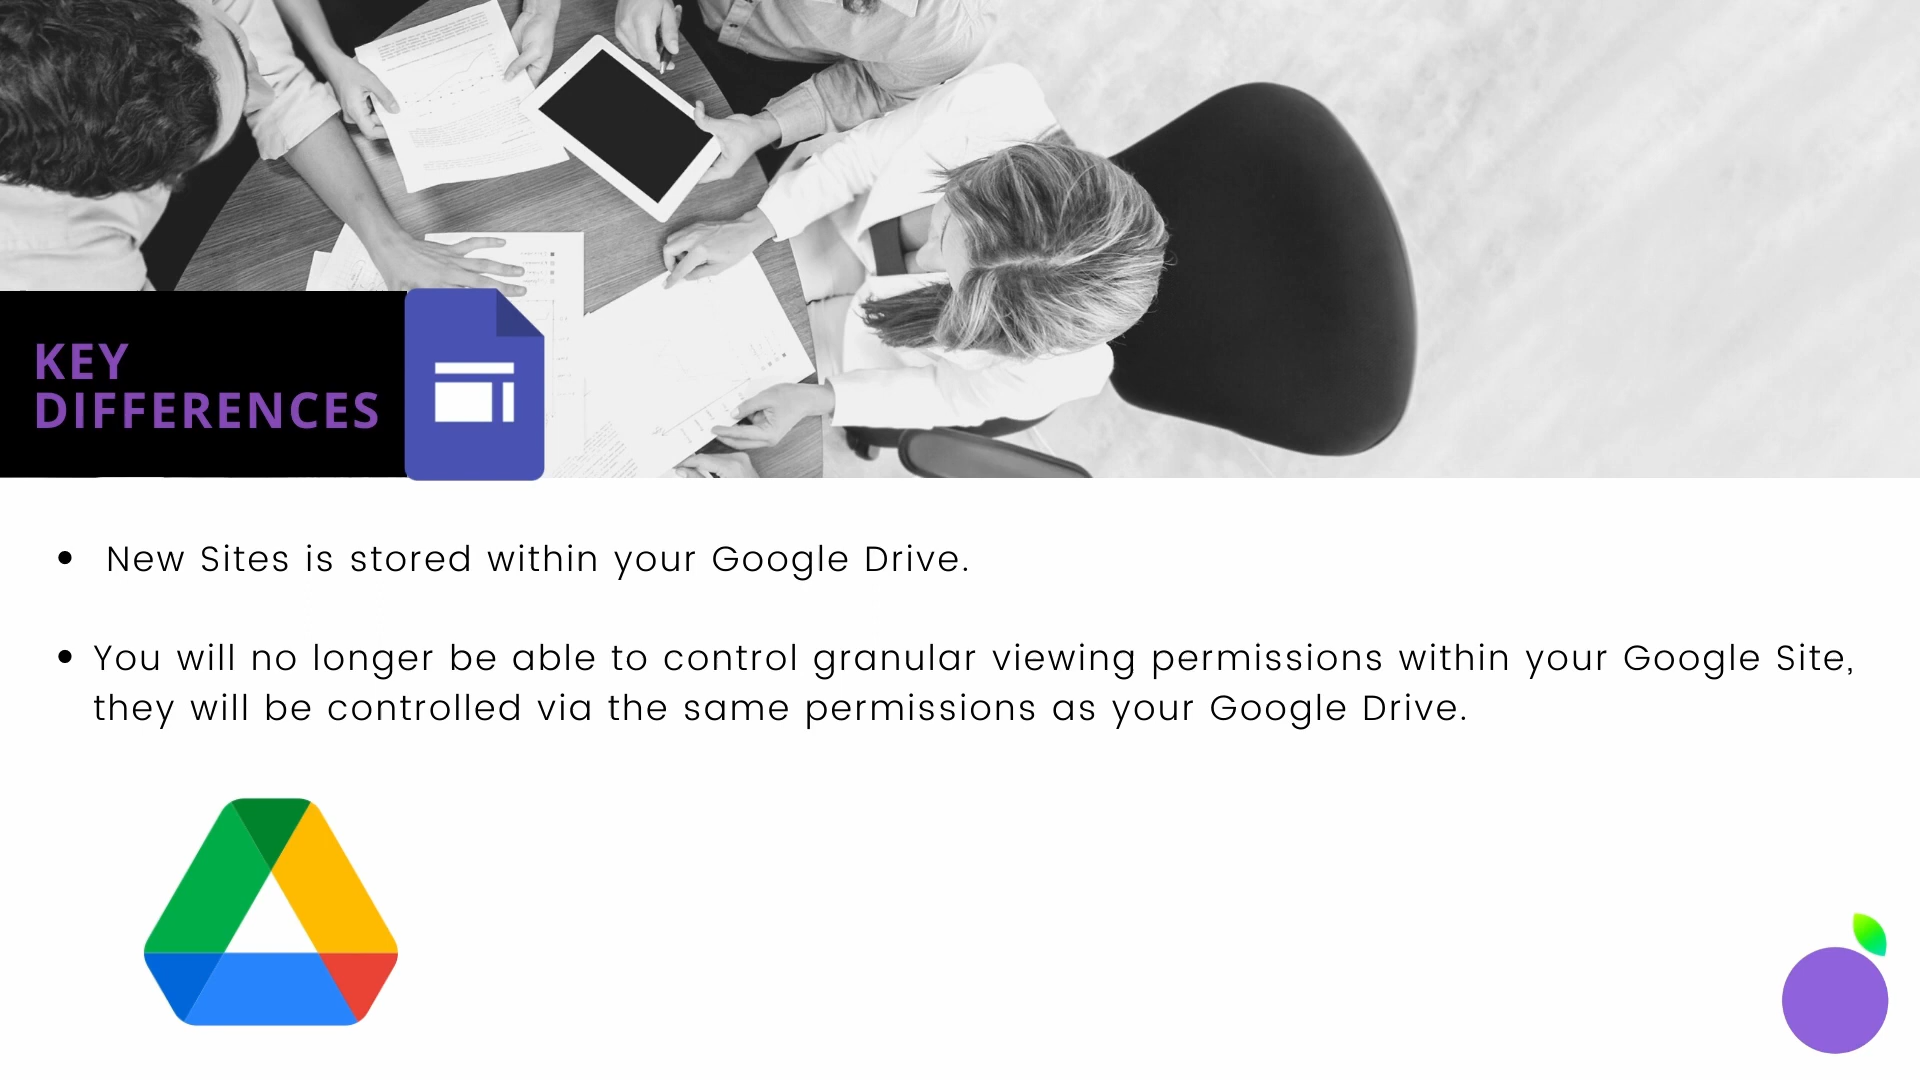 KEY
DIFFERENCES
• New Sites is stored within your Google Drive.
• You will no longer be able to control granular viewing permissions within your Google Site,
they will be controlled via the same permissions as your Google Drive.